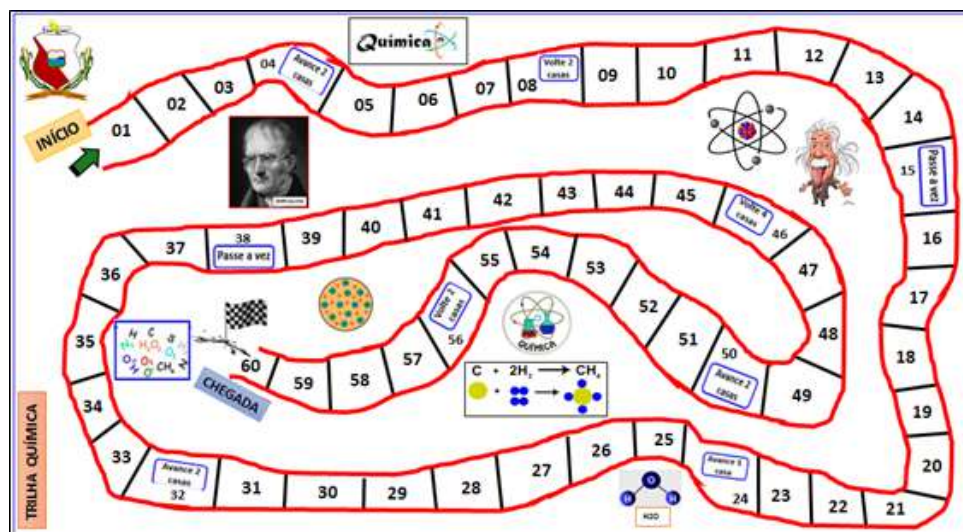 Química
INÍCIO
01
02
03
04
Avance 2
casas
05
06
07
08
Volte 2
casas
09
10
11
12
13
14
15
Passe a vez
16
17
18
19
20
21
22
23
24
25
26
27
28
29
30
31
Avance 2
casas
32
33
34
35
36
37
38
Passe a vez
39
40
41
42
43
44
45
Volte 4
casas
46
47
48
49
50
Avance 2
casas
51
52
53
54
55
Volte 2
casas
56
57
58
59
60
CHEGADA
QUÍMICA
C + 2H₂ CH₄
+
O
H H
H2O
TRILHA QUÍMICA